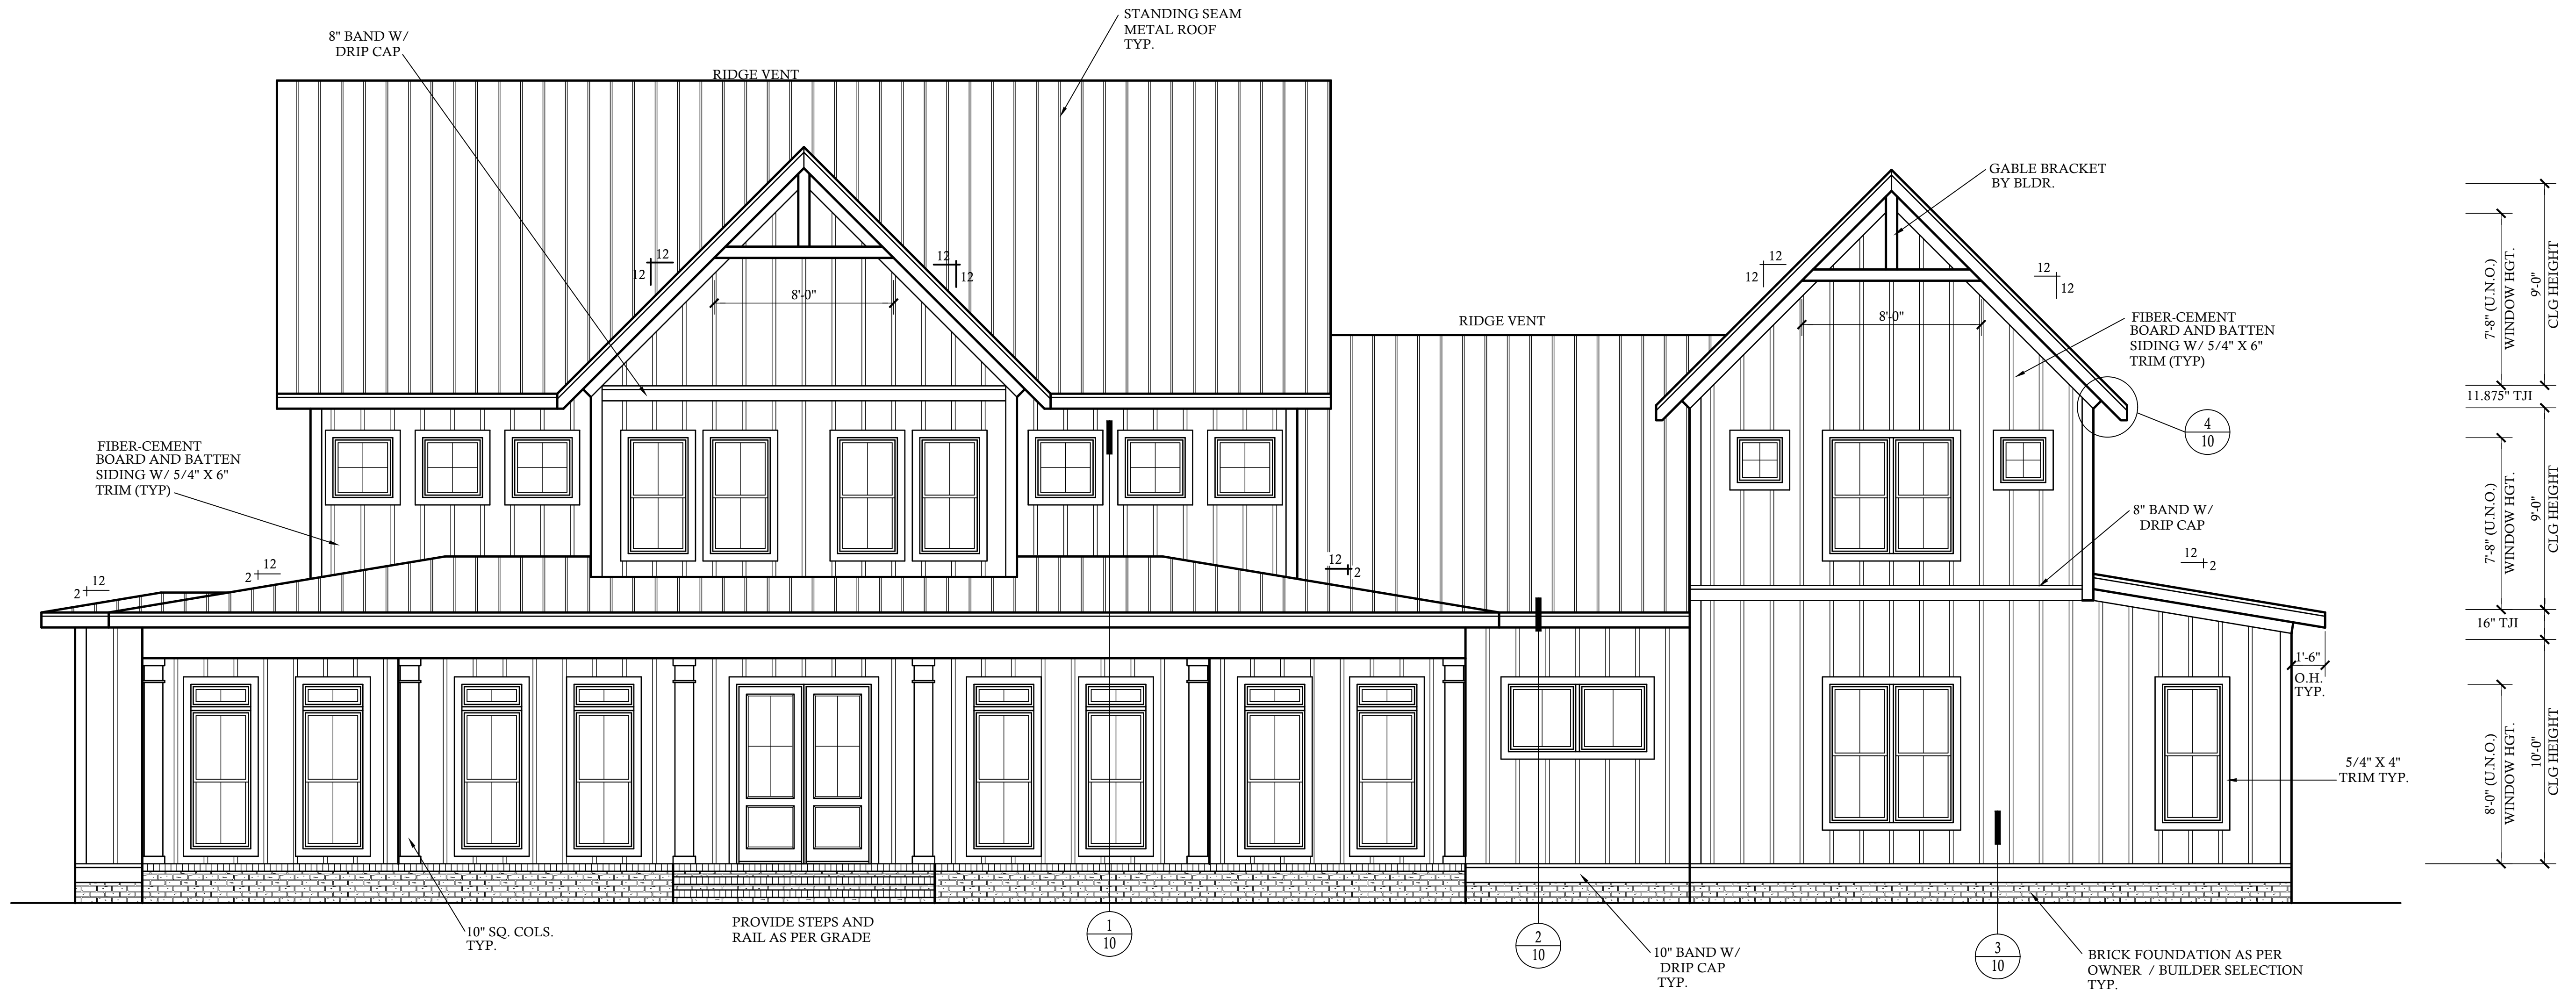 STANDING SEAM
METAL ROOF
TYP.
8" BAND W/
DRIP CAP
RIDGE VENT
GABLE BRACKET
BY BLDR.
12
12
12
12
8'-0"
12
12
12
12
8'-0"
RIDGE VENT
FIBER-CEMENT
BOARD AND BATTEN
SIDING W/ 5/4" X 6"
TRIM (TYP)
7'-8" (U.N.O.)
WINDOW HGT.
9'-0"
CLG HEIGHT
11.875" TJI
4
10
FIBER-CEMENT
BOARD AND BATTEN
SIDING W/ 5/4" X 6"
TRIM (TYP)
8" BAND W/
DRIP CAP
7'-8" (U.N.O.)
WINDOW HGT.
9'-0"
CLG HEIGHT
12
2
12
2
12
2
12
2
16" TJI
1'-6"
O.H.
TYP.
5/4" X 4"
TRIM TYP.
8'-0" (U.N.O.)
WINDOW HGT.
10'-0"
CLG HEIGHT
10" SQ. COLS.
TYP.
PROVIDE STEPS AND
RAIL AS PER GRADE
1
10
2
10
3
10
10" BAND W/
DRIP CAP
TYP.
BRICK FOUNDATION AS PER
OWNER / BUILDER SELECTION
TYP.